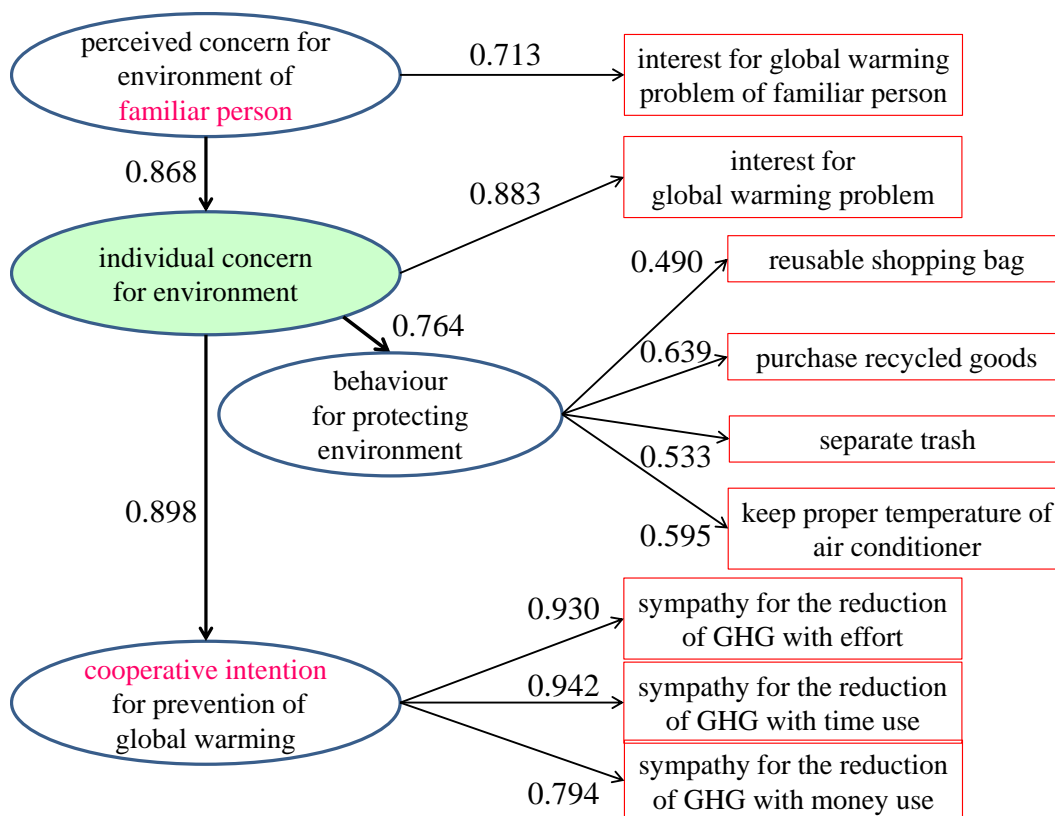 perceived concern for
environment of
familiar person
0.713
interest for global warming
problem of familiar person
0.868
interest for
global warming problem
0.883
individual concern
for environment
0.490
reusable shopping bag
0.764
0.639
purchase recycled goods
behaviour
for protecting
environment
separate trash
0.533
0.898
keep proper temperature of
air conditioner
0.595
0.930
sympathy for the reduction
of GHG with effort
cooperative intention
for prevention of
global warming
0.942
sympathy for the reduction
of GHG with time use
0.794
sympathy for the reduction
of GHG with money use